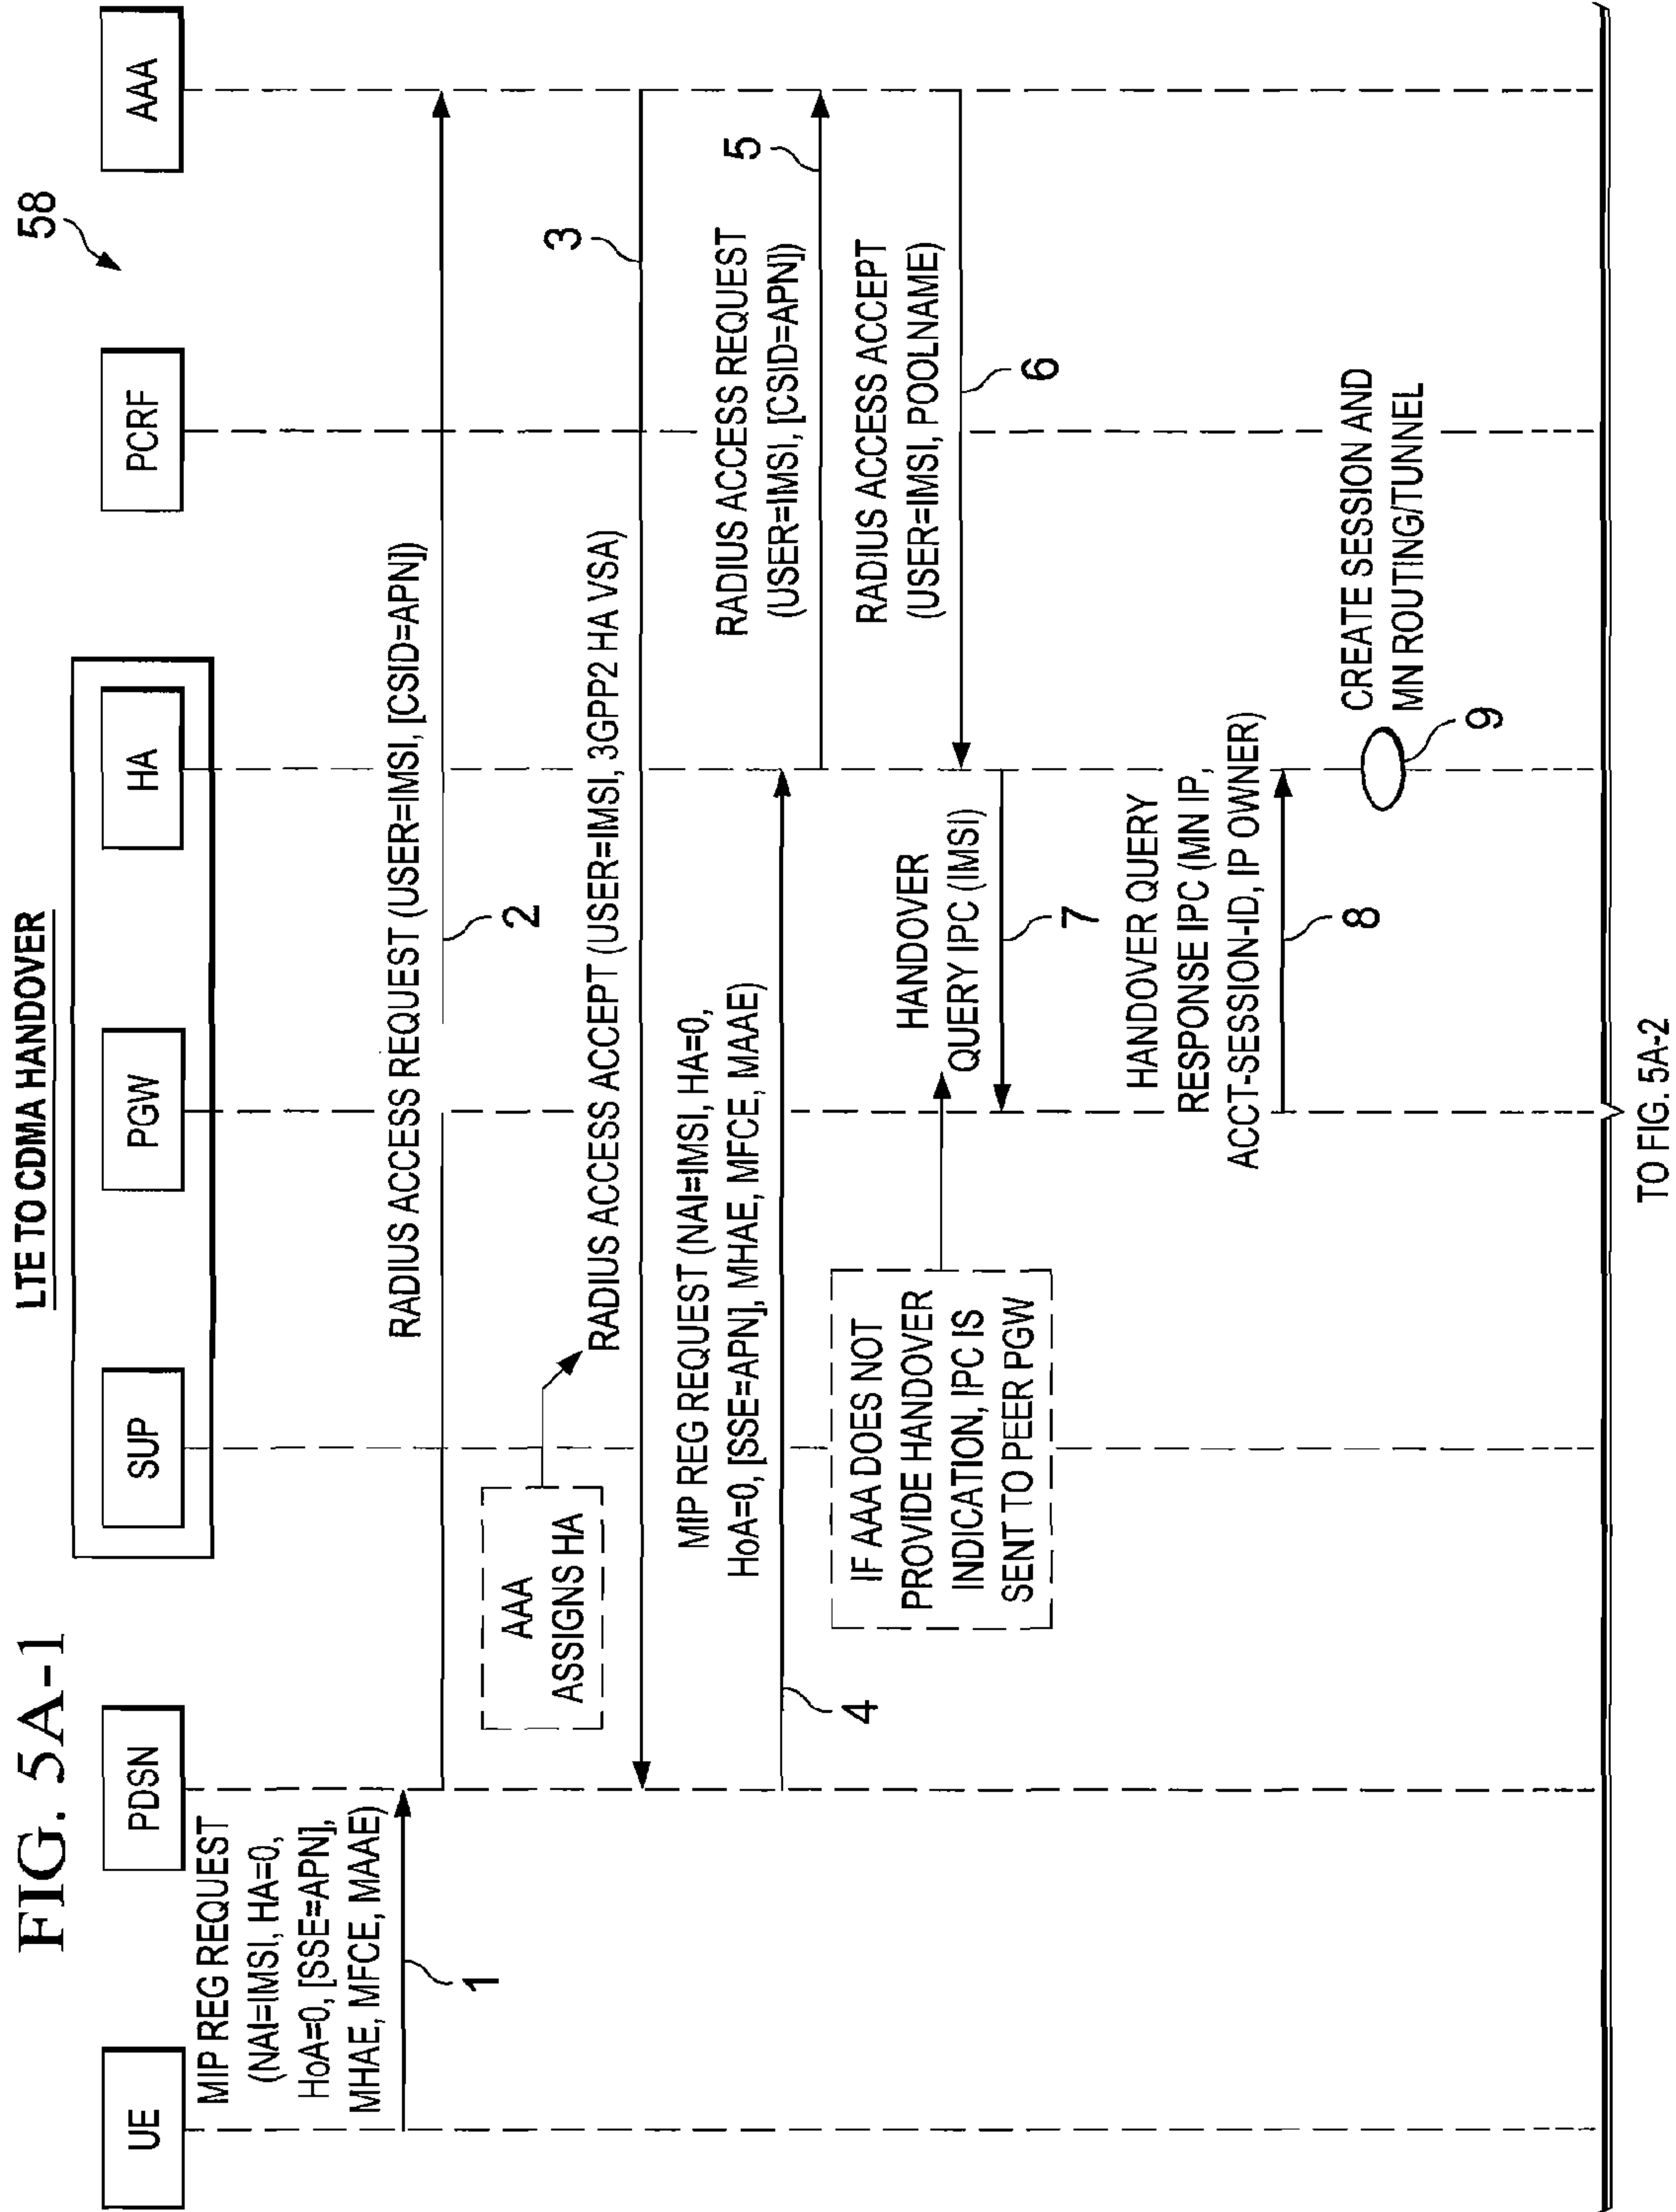 FIG. 5A-1
LTE TO CDMA HANDOVER
58
UE
PDSN
SUP
PGW
HA
PCRF
AAA
MIP REG REQUEST
(NAI=IMSI, HA=0,
HoA=0, [SSE=APN],
MHAE, MFCE, MAAE)
1
RADIUS ACCESS REQUEST (USER=IMSI, [CSID=APN])
2
AAA
ASSIGNS HA
RADIUS ACCESS ACCEPT (USER=IMSI, 3GPP2 HA VSA)
3
MIP REG REQUEST (NAI=IMSI, HA=0,
HoA=0, [SSE=APN], MHAE, MFCE, MAAE)
4
RADIUS ACCESS REQUEST
(USER=IMSI, [CSID=APN])
5
RADIUS ACCESS ACCEPT
(USER=IMSI, POOLNAME)
6
IF AAA DOES NOT
PROVIDE HANDOVER
INDICATION, IPC IS
SENT TO PEER PGW
HANDOVER
QUERY IPC (IMSI)
7
HANDOVER QUERY
RESPONSE IPC (MN IP,
ACCT-SESSION-ID, IP OWNER)
8
CREATE SESSION AND
MN ROUTING/TUNNEL
9
TO FIG. 5A-2